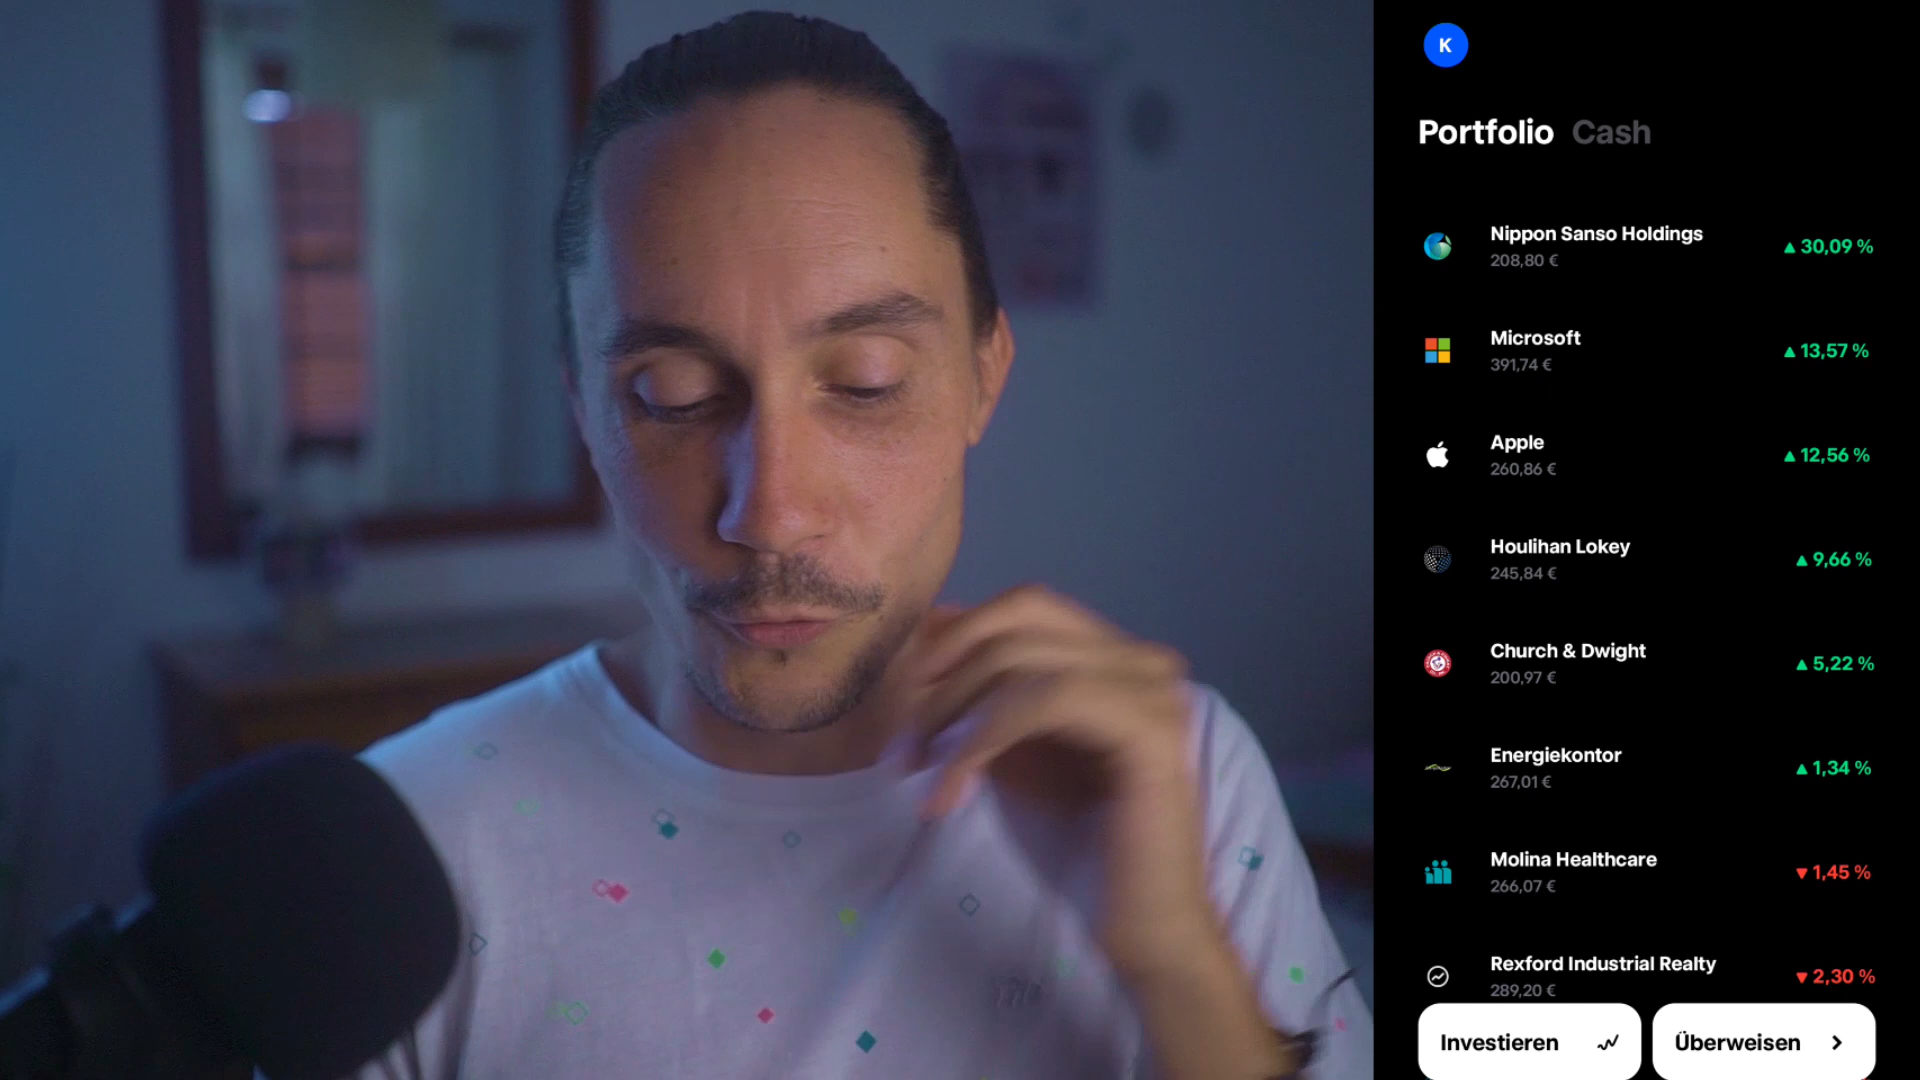 K
Portfolio Cash
Nippon Sanso Holdings
208,80 €
▲ 30,09 %
Microsoft
391,74 €
▲ 13,57 %
Apple
260,86 €
▲ 12,56 %
Houlihan Lokey
245,84 €
▲ 9,66 %
Church & Dwight
200,97 €
▲ 5,22 %
Energiekontor
267,01 €
▲ 1,34 %
Molina Healthcare
266,07 €
▼ 1,45 %
Rexford Industrial Realty
289,20 €
▼ 2,30 %
Investieren
Überweisen